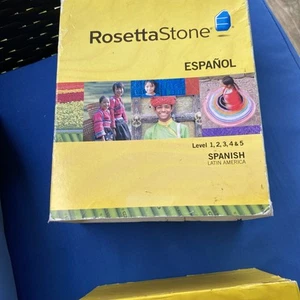 RosettaStone
ESPAÑOL
Level 1, 2, 3, 4 & 5
SPANISH
LATIN AMERICA